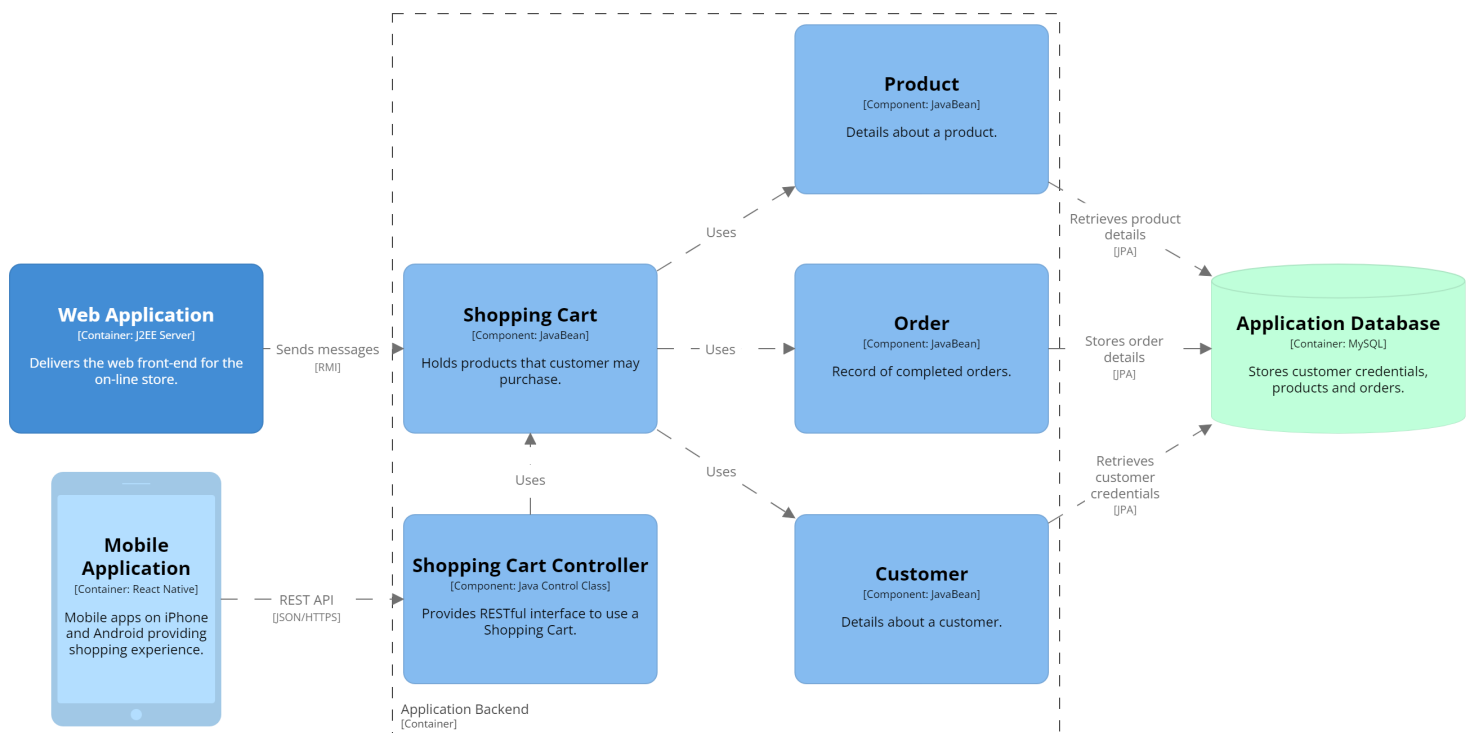 Product
[Component: JavaBean]
Details about a product.
Uses
Retrieves product
details
[JPA]
Web Application
[Container: J2EE Server]
Delivers the web front-end for the
on-line store.
Sends messages
[RMI]
Shopping Cart
[Component: JavaBean]
Holds products that customer may
purchase.
Uses
Order
[Component: JavaBean]
Record of completed orders.
Stores order
details
[JPA]
Application Database
[Container: MySQL]
Stores customer credentials,
products and orders.
Uses
Uses
Retrieves
customer
credentials
[JPA]
Mobile
Application
[Container: React Native]
Mobile apps on iPhone
and Android providing
shopping experience.
REST API
[JSON/HTTPS]
Shopping Cart Controller
[Component: Java Control Class]
Provides RESTful interface to use a
Shopping Cart.
Customer
[Component: JavaBean]
Details about a customer.
Application Backend
[Container]